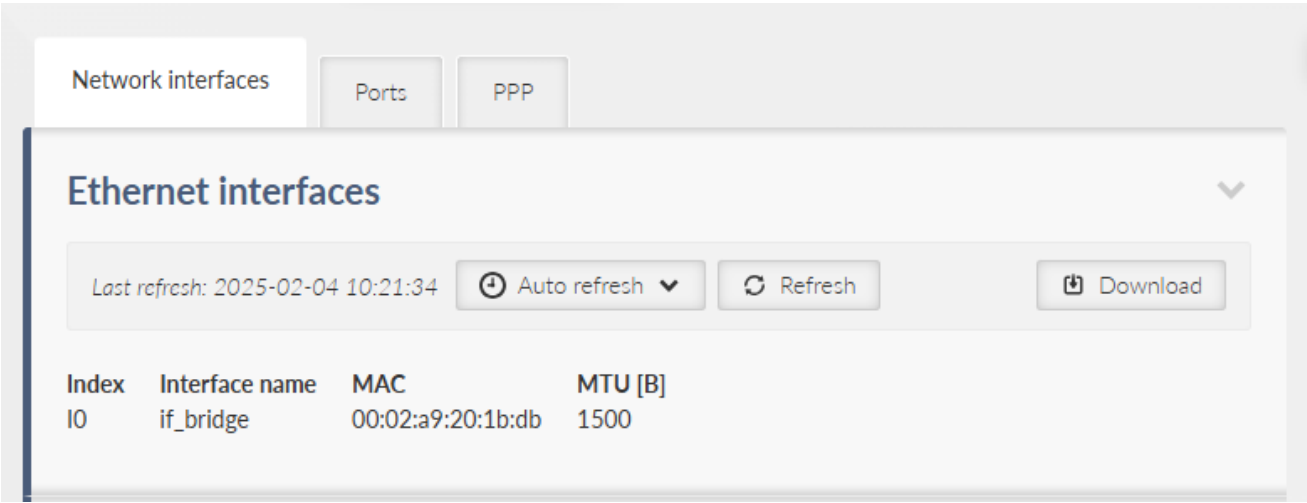 Network interfaces Ports PPP
Ethernet interfaces
Last refresh: 2025-02-04 10:21:34 Auto refresh Refresh Download
Index Interface name MAC MTU [B]
I0 if_bridge 00:02:a9:20:1b:db 1500